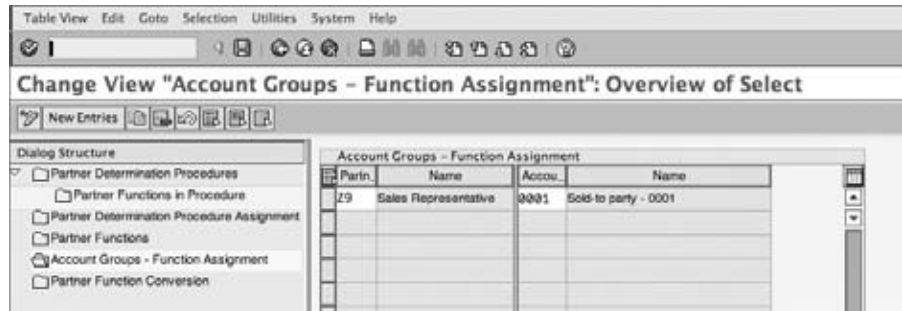 Table View Edit Goto Selection Utilities System Help
Change View "Account Groups – Function Assignment": Overview of Select
New Entries
Dialog Structure
Partner Determination Procedures
Partner Functions in Procedure
Partner Determination Procedure Assignment
Partner Functions
Account Groups - Function Assignment
Partner Function Conversion
Account Groups - Function Assignment
Partn. Name Accou... Name
Z9 Sales Representative 0001 Sold-to party - 0001